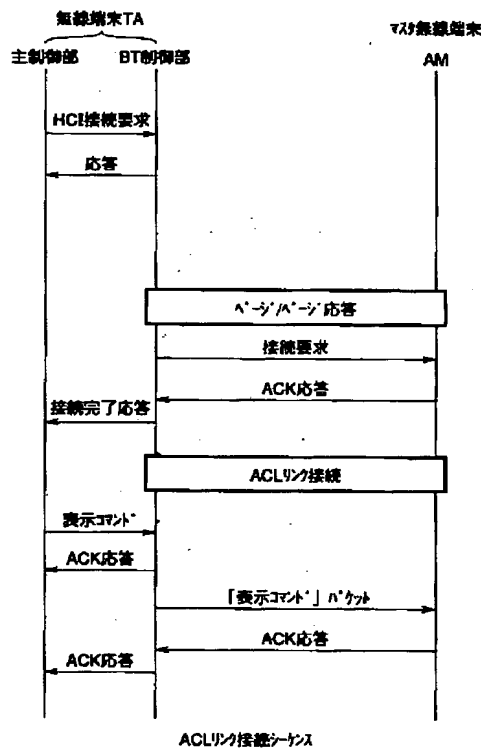 無線端末TA
マスタ無線端末
主制御部
BT制御部
AM
HCI接続要求
応答
ページ/ページ応答
接続要求
ACK応答
接続完了応答
ACLリンク接続
表示コマンド
ACK応答
「表示コマンド」パケット
ACK応答
ACK応答
ACLリンク接続シーケンス